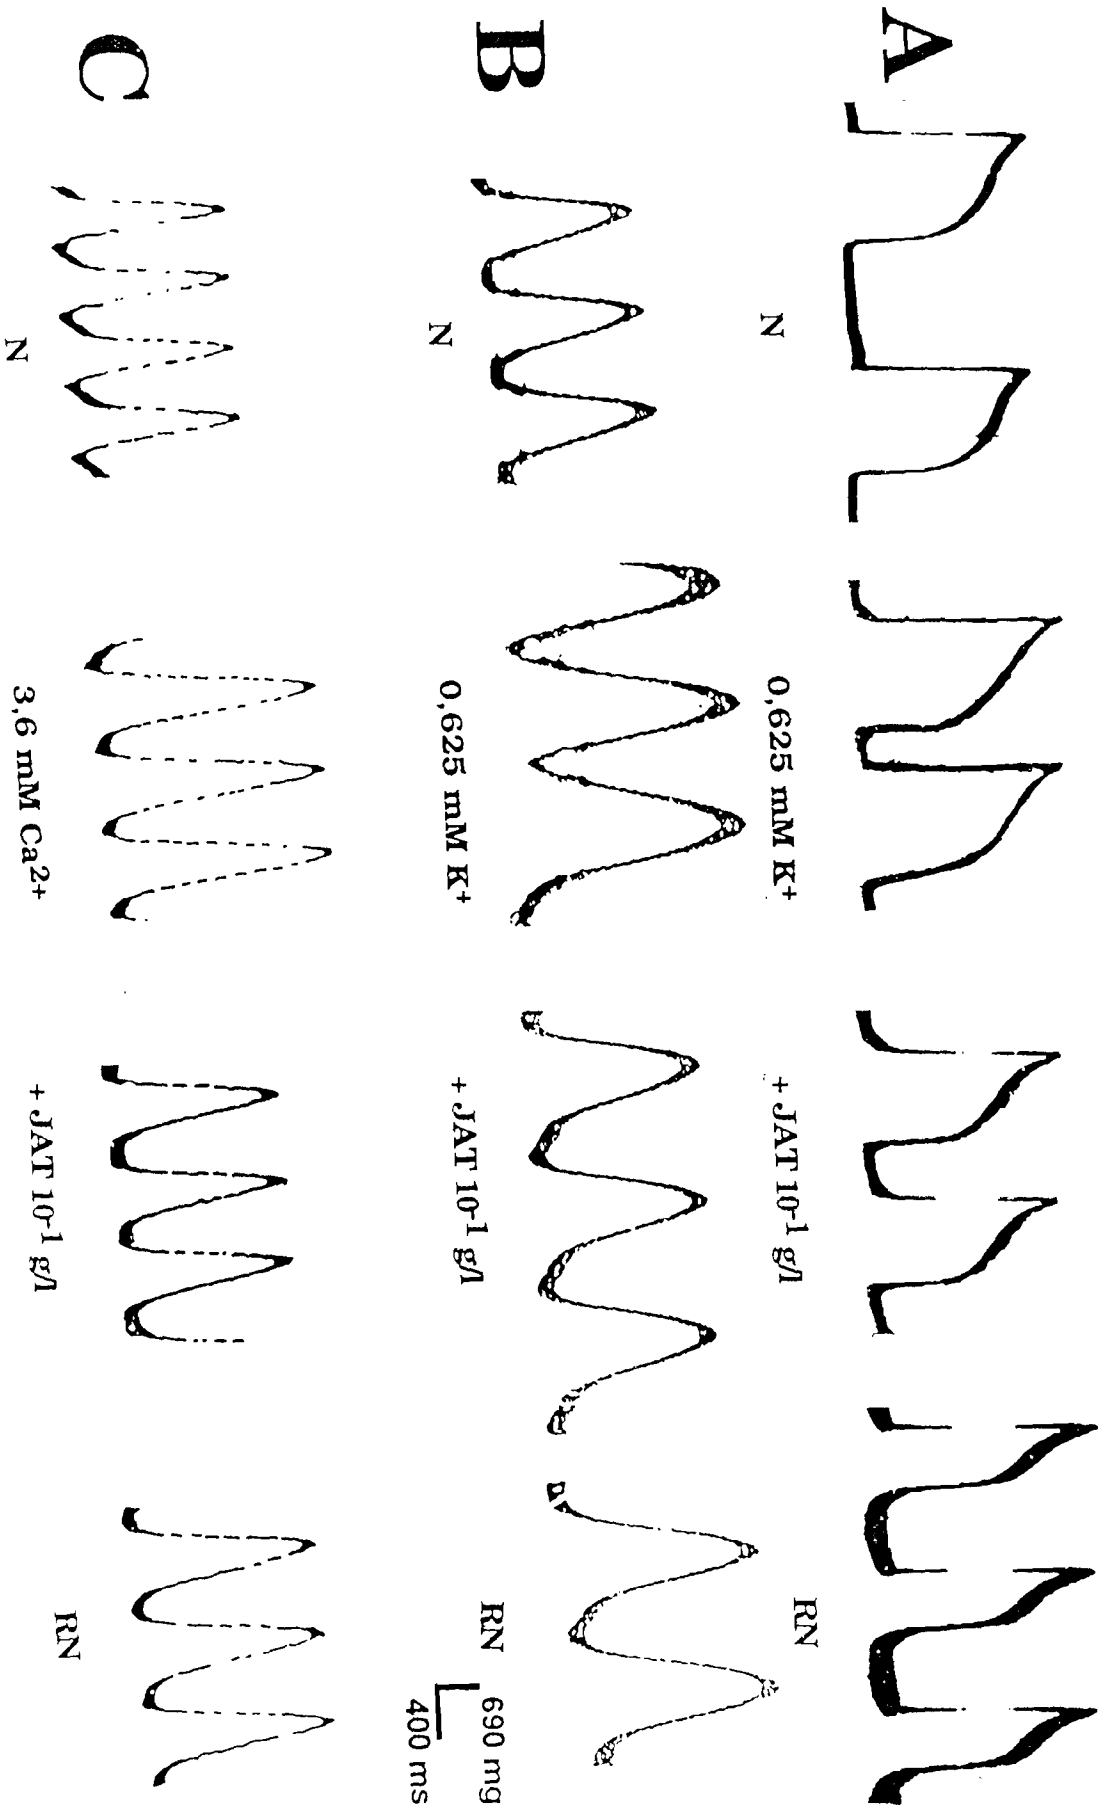 A
N
0,625 mM K+
+ JAT 10-1 g/l
RN
B
N
0,625 mM K+
+ JAT 10-1 g/l
RN
690 mg
400 ms
C
N
3,6 mM Ca2+
+ JAT 10-1 g/l
RN